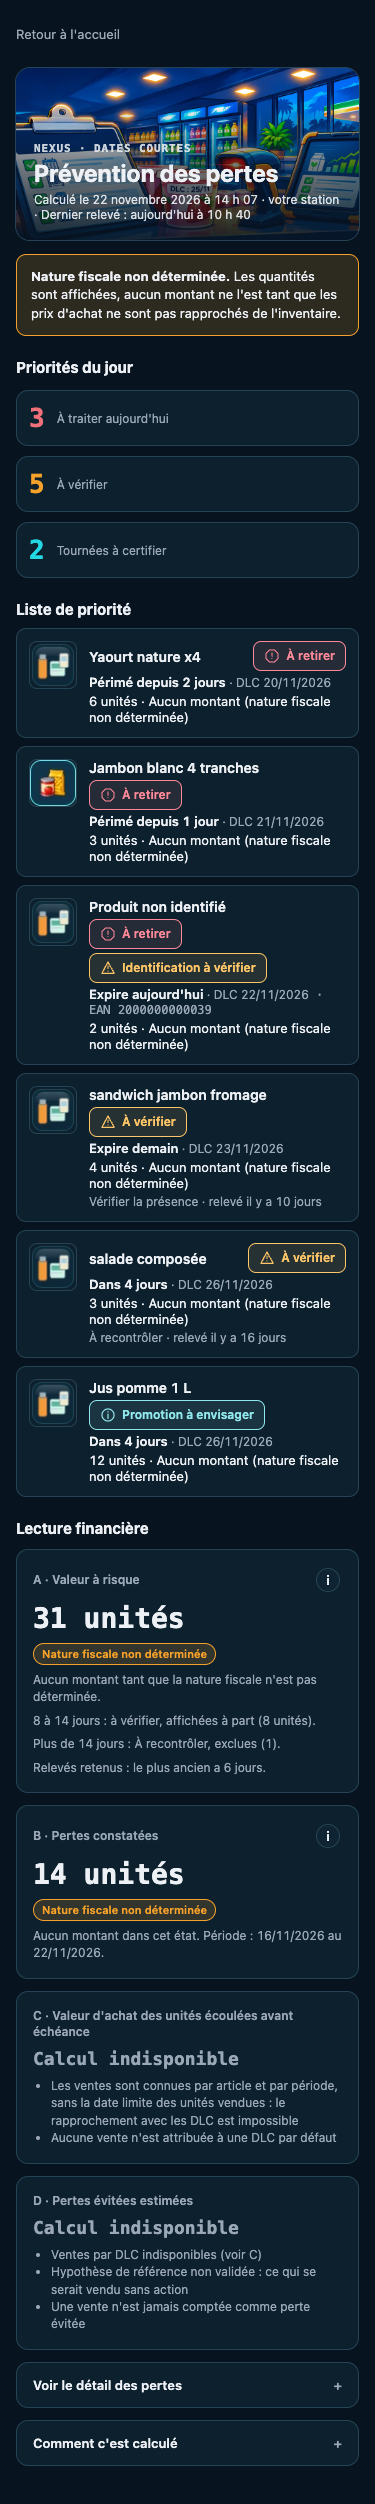 Retour à l'accueil
NEXUS · DATES COURTES
Prévention des pertes
DLC : 25/11
Calculé le 22 novembre 2026 à 14 h 07 · votre station
· Dernier relevé : aujourd'hui à 10 h 40
Nature fiscale non déterminée. Les quantités
sont affichées, aucun montant ne l'est tant que les
prix d'achat ne sont pas rapprochés de l'inventaire.
Priorités du jour
3 À traiter aujourd'hui
5 À vérifier
2 Tournées à certifier
Liste de priorité
Yaourt nature x4
À retirer
Périmé depuis 2 jours · DLC 20/11/2026
6 unités · Aucun montant (nature fiscale
non déterminée)
Jambon blanc 4 tranches
À retirer
Périmé depuis 1 jour · DLC 21/11/2026
3 unités · Aucun montant (nature fiscale
non déterminée)
Produit non identifié
À retirer
Identification à vérifier
Expire aujourd'hui · DLC 22/11/2026 ·
EAN 2000000000039
2 unités · Aucun montant (nature fiscale
non déterminée)
sandwich jambon fromage
À vérifier
Expire demain · DLC 23/11/2026
4 unités · Aucun montant (nature fiscale
non déterminée)
Vérifier la présence · relevé il y a 10 jours
salade composée
À vérifier
Dans 4 jours · DLC 26/11/2026
3 unités · Aucun montant (nature fiscale
non déterminée)
À recontrôler · relevé il y a 16 jours
Jus pomme 1 L
Promotion à envisager
Dans 4 jours · DLC 26/11/2026
12 unités · Aucun montant (nature fiscale
non déterminée)
Lecture financière
A · Valeur à risque
i
31 unités
Nature fiscale non déterminée
Aucun montant tant que la nature fiscale n'est pas
déterminée.
8 à 14 jours : à vérifier, affichées à part (8 unités).
Plus de 14 jours : À recontrôler, exclues (1).
Relevés retenus : le plus ancien a 6 jours.
B · Pertes constatées
i
14 unités
Nature fiscale non déterminée
Aucun montant dans cet état. Période : 16/11/2026 au
22/11/2026.
C · Valeur d'achat des unités écoulées avant
échéance
Calcul indisponible
• Les ventes sont connues par article et par période,
sans la date limite des unités vendues : le
rapprochement avec les DLC est impossible
• Aucune vente n'est attribuée à une DLC par défaut
D · Pertes évitées estimées
Calcul indisponible
• Ventes par DLC indisponibles (voir C)
• Hypothèse de référence non validée : ce qui se
serait vendu sans action
• Une vente n'est jamais comptée comme perte
évitée
Voir le détail des pertes +
Comment c'est calculé +